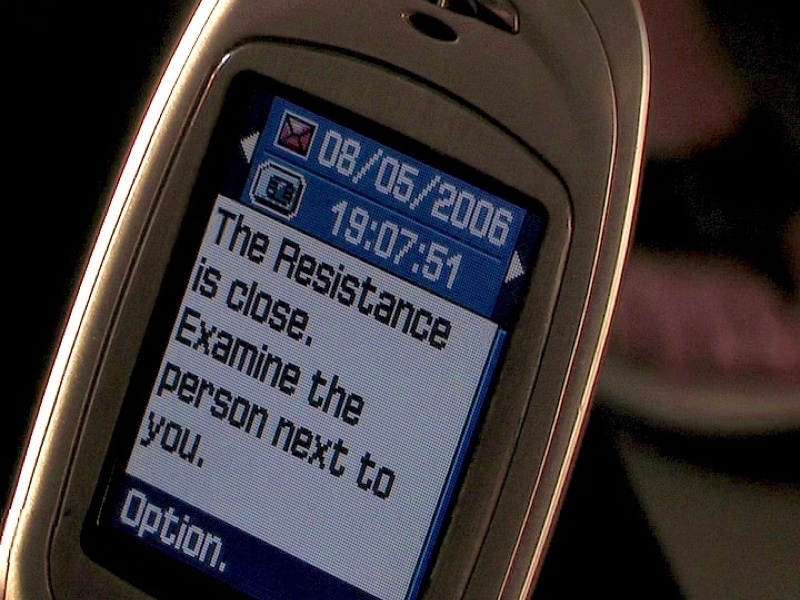 08/05/2006
19:07:51
The Resistance
is close.
Examine the
person next to
you.
Option.